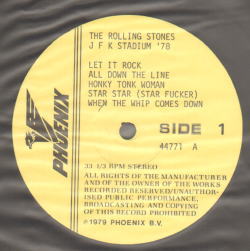 THE ROLLING STONES
J F K STADIUM '78
LET IT ROCK
ALL DOWN THE LINE
HONKY TONK WOMAN
STAR STAR (STAR FUCKER)
WHEN THE WHIP COMES DOWN
PHOENIX
SIDE 1
44771 A
33 1/3 RPM STEREO
ALL RIGHTS OF THE MANUFACTURER
AND OF THE OWNER OF THE WORKS
RECORDED RESERVED/UNAUTHOR-
ISED PUBLIC PERFORMANCE,
BROADCASTING AND COPYING
OF THIS RECORD PROHIBITED
℗1979 PHOENIX B.V.